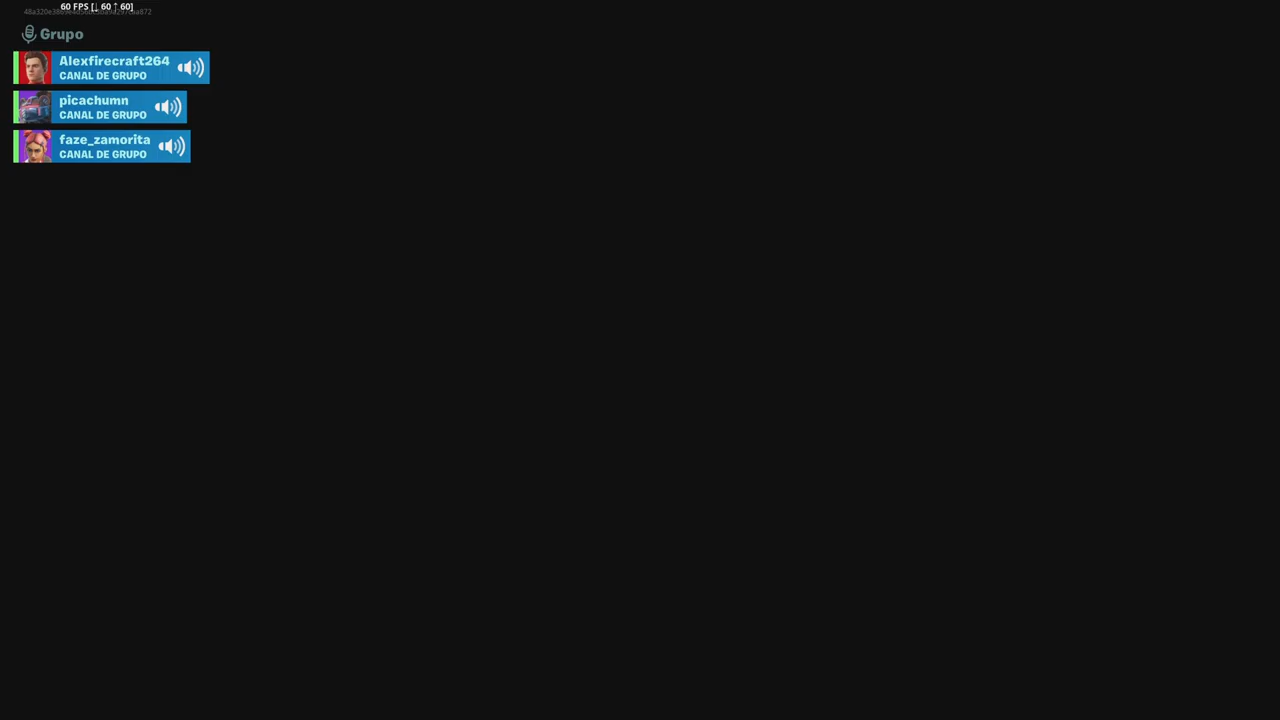 60 FPS [↓ 60 ↑ 60]
Grupo
Alexfirecraft264
CANAL DE GRUPO
picachumn
CANAL DE GRUPO
faze_zamorita
CANAL DE GRUPO